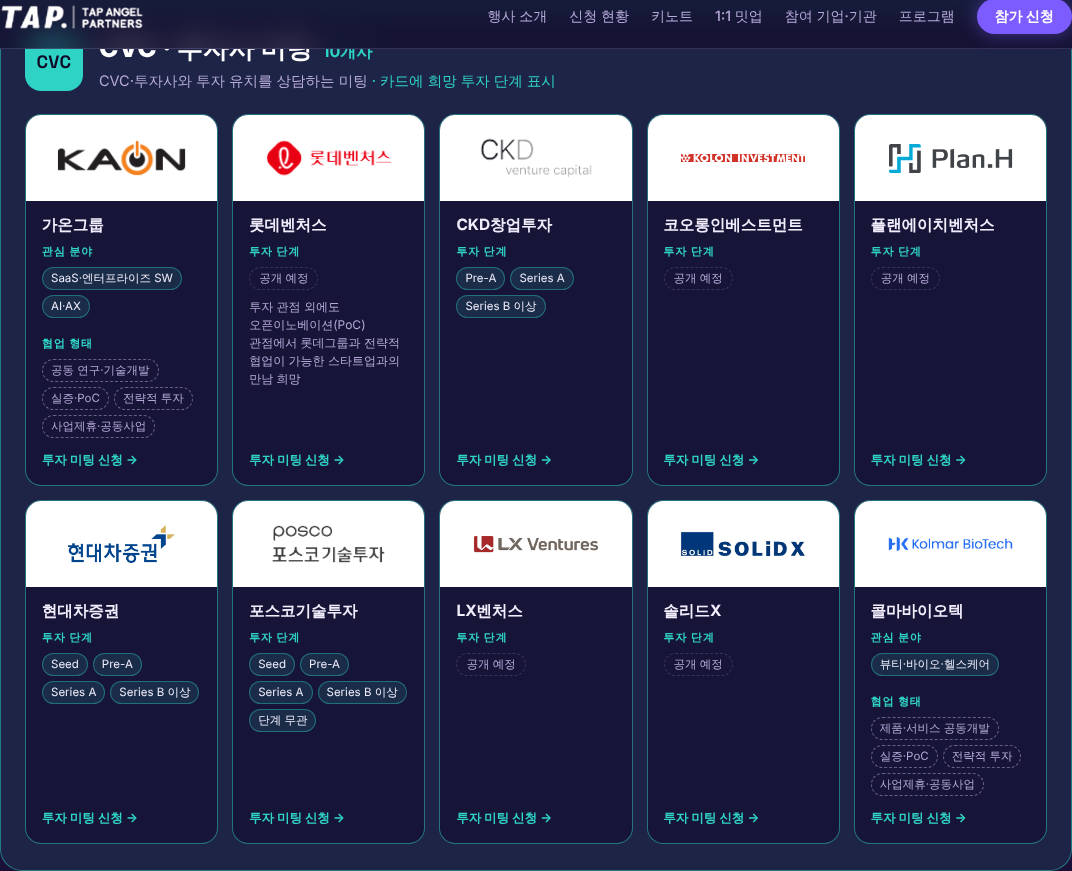 TAP. | TAP ANGEL PARTNERS
행사 소개 신청 현황 키노트 1:1 밋업 참여 기업·기관 프로그램 참가 신청
CVC
CVC · 투자사 미팅 10개사
CVC·투자사와 투자 유치를 상담하는 미팅 · 카드에 희망 투자 단계 표시
KAON
가온그룹
관심 분야
SaaS·엔터프라이즈 SW
AI·AX
협업 형태
공동 연구·기술개발
실증·PoC 전략적 투자
사업제휴·공동사업
투자 미팅 신청 →
롯데벤처스
롯데벤처스
투자 단계
공개 예정
투자 관점 외에도
오픈이노베이션(PoC)
관점에서 롯데그룹과 전략적
협업이 가능한 스타트업과의
만남 희망
투자 미팅 신청 →
CKD
venture capital
CKD창업투자
투자 단계
Pre-A Series A
Series B 이상
투자 미팅 신청 →
KOLON INVESTMENT
코오롱인베스트먼트
투자 단계
공개 예정
투자 미팅 신청 →
Plan.H
플랜에이치벤처스
투자 단계
공개 예정
투자 미팅 신청 →
현대차증권
현대차증권
투자 단계
Seed Pre-A
Series A Series B 이상
투자 미팅 신청 →
posco
포스코기술투자
포스코기술투자
투자 단계
Seed Pre-A
Series A Series B 이상
단계 무관
투자 미팅 신청 →
LX Ventures
LX벤처스
투자 단계
공개 예정
투자 미팅 신청 →
SOLiD SOLiDX
솔리드X
투자 단계
공개 예정
투자 미팅 신청 →
Kolmar BioTech
콜마바이오텍
관심 분야
뷰티·바이오·헬스케어
협업 형태
제품·서비스 공동개발
실증·PoC 전략적 투자
사업제휴·공동사업
투자 미팅 신청 →